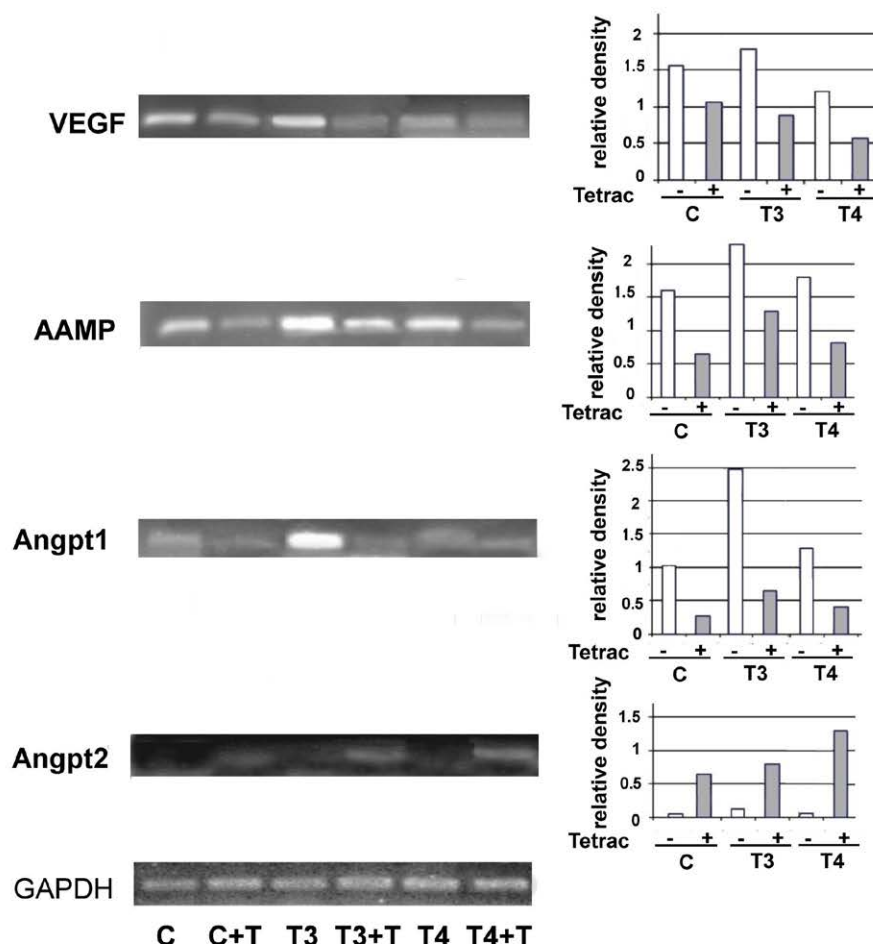 VEGF
relative density
2
1.5
1
0.5
0
Tetrac - + - + - +
C T3 T4
AAMP
relative density
2
1.5
1
0.5
0
Tetrac - + - + - +
C T3 T4
Angpt1
relative density
2.5
2
1.5
1
0.5
0
Tetrac - + - + - +
C T3 T4
Angpt2
relative density
1.5
1
0.5
0
Tetrac - + - + - +
C T3 T4
GAPDH
C C+T T3 T3+T T4 T4+T